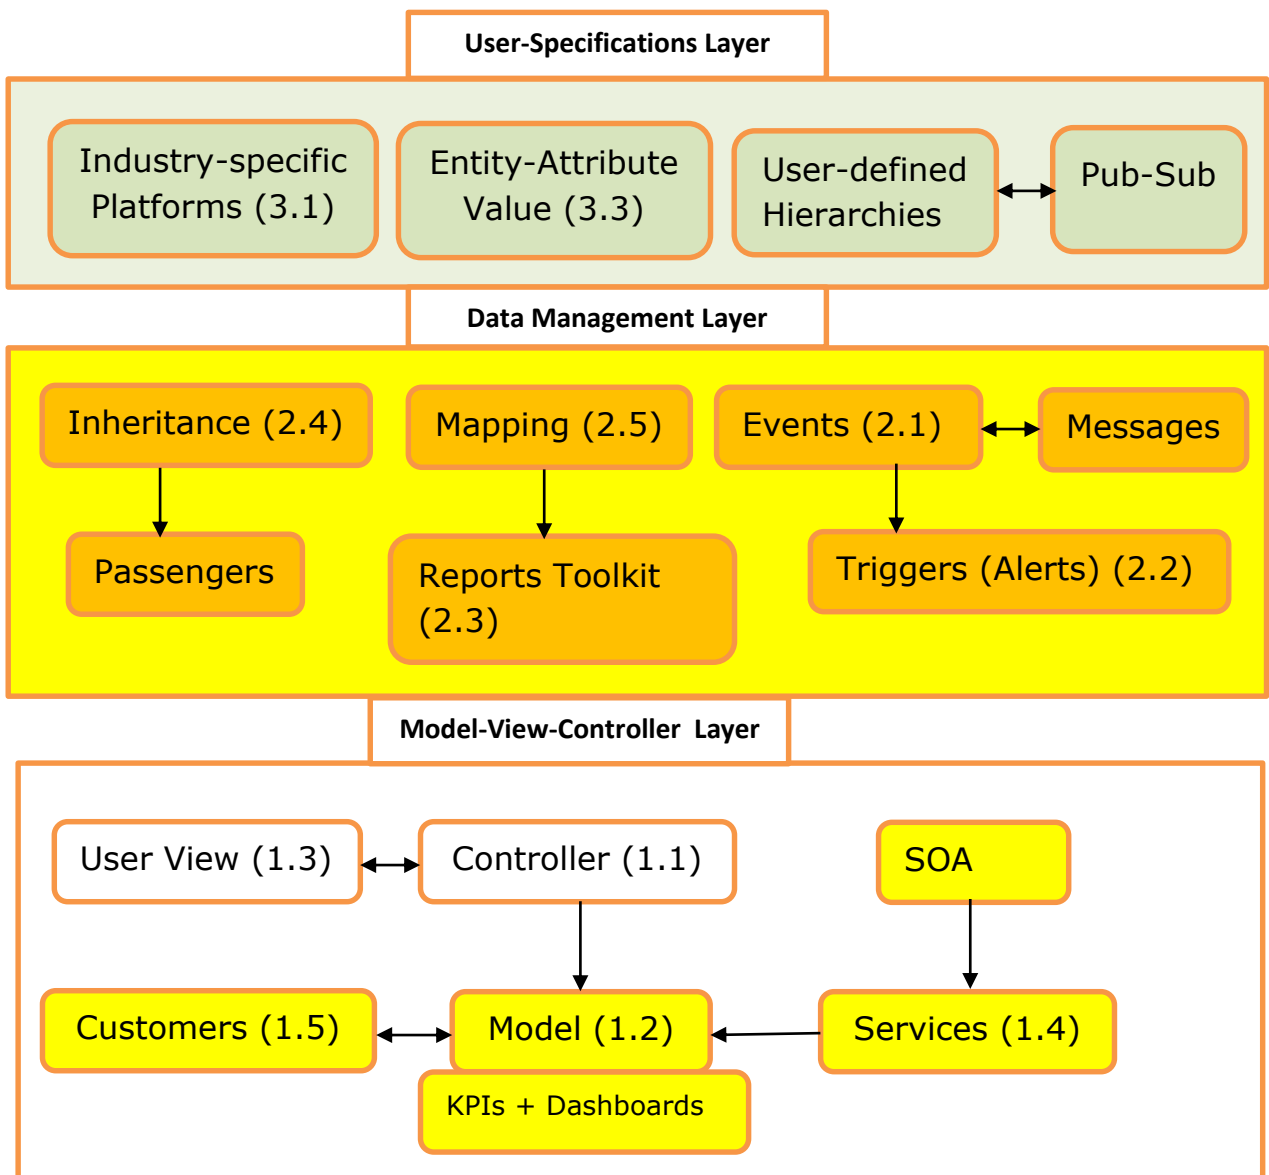 User-Specifications Layer
Industry-specific
Platforms (3.1)
Entity-Attribute
Value (3.3)
User-defined
Hierarchies
Pub-Sub
Data Management Layer
Inheritance (2.4)
Mapping (2.5)
Events (2.1)
Messages
Passengers
Reports Toolkit
(2.3)
Triggers (Alerts) (2.2)
Model-View-Controller Layer
User View (1.3)
Controller (1.1)
SOA
Customers (1.5)
Model (1.2)
Services (1.4)
KPIs + Dashboards